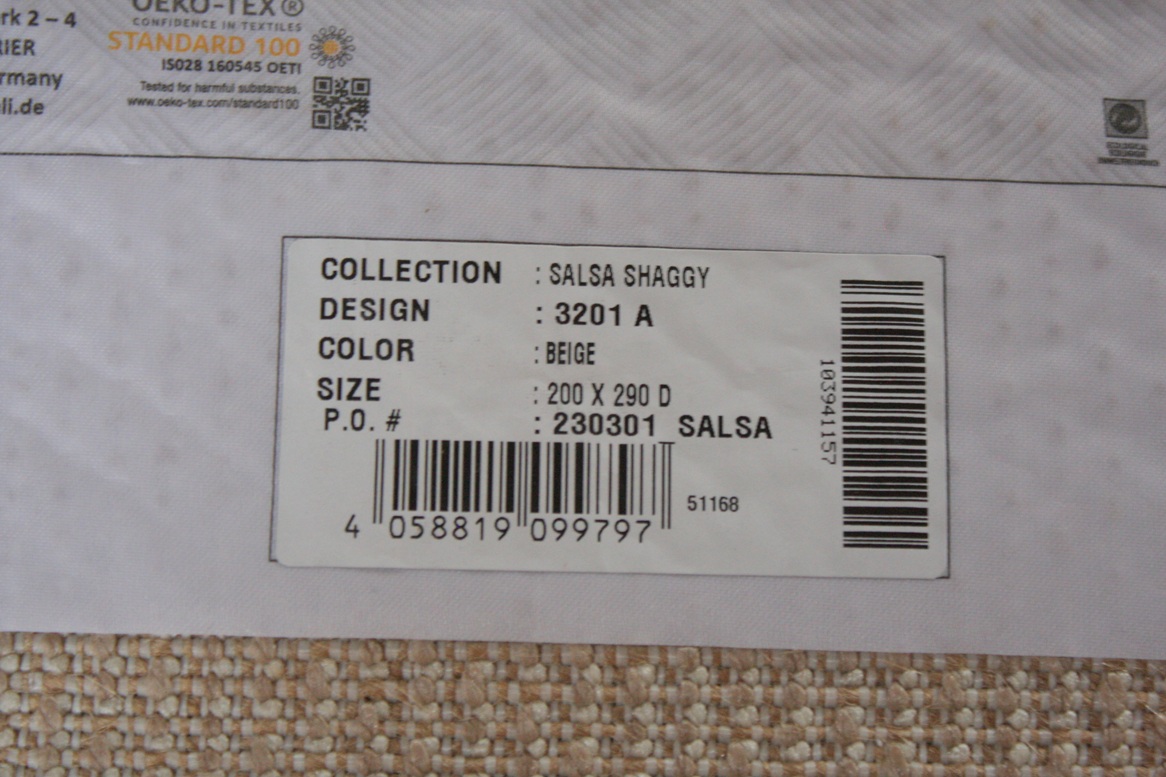 rk 2 – 4
IER
rmany
li.de
OEKO-TEX®
CONFIDENCE IN TEXTILES
STANDARD 100
IS028 160545 OETI
Tested for harmful substances.
www.oeko-tex.com/standard100
ECOLOGICAL
COLLECTION : SALSA SHAGGY
DESIGN : 3201 A
COLOR : BEIGE
SIZE : 200 X 290 D
P.O. # : 230301 SALSA
4 058819 099797
51168
103941157